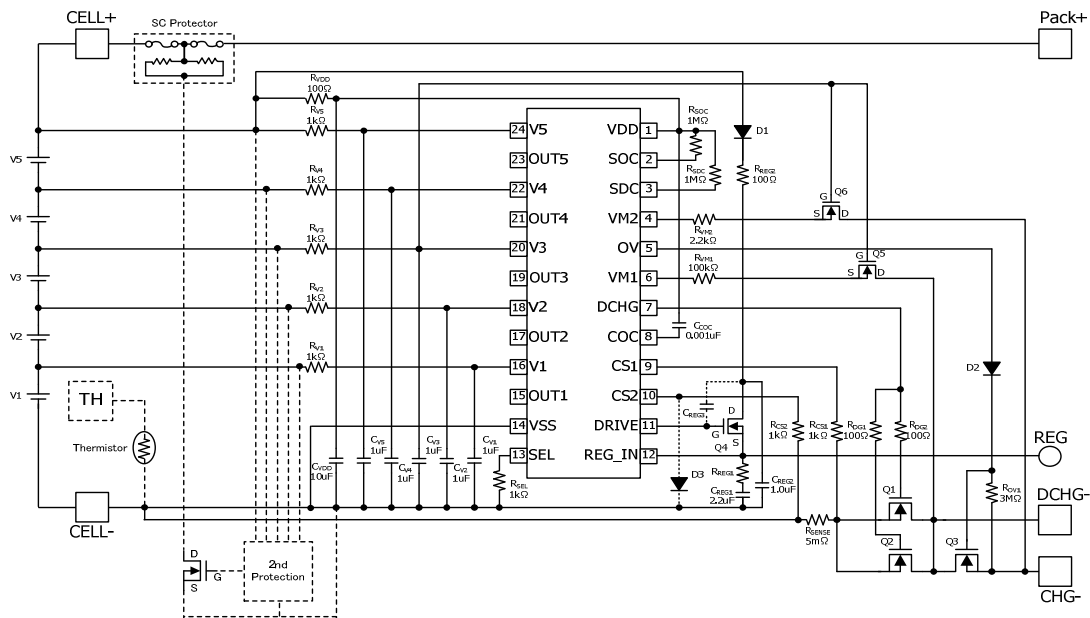 CELL+
SC Protector
Pack+
RVDD
100Ω
RV5
1kΩ
RV4
1kΩ
RV3
1kΩ
RV2
1kΩ
RV1
1kΩ
V5
V4
V3
V2
V1
TH
Thermistor
CELL-
24 V5
23 OUT5
22 V4
21 OUT4
20 V3
19 OUT3
18 V2
17 OUT2
16 V1
15 OUT1
14 VSS
13 SEL
VDD 1
SOC 2
SDC 3
VM2 4
OV 5
VM1 6
DCHG 7
COC 8
CS1 9
CS2 10
DRIVE 11
REG_IN 12
RSOC
1MΩ
RSDC
1MΩ
D1
RREG2
100Ω
RVM2
2.2kΩ
RVM1
100kΩ
G
Q6
S
D
G
Q5
S
D
CCOC
0.001uF
D2
CVDD
10uF
CV5
1uF
CV4
1uF
CV3
1uF
CV2
1uF
CV1
1uF
RSEL
1kΩ
CREG3
D
G
S
Q4
D3
RREG1
CREG1
2.2uF
CREG2
1.0uF
RCS2
1kΩ
RCS1
1kΩ
RDG1
100Ω
RDG2
100Ω
REG
ROV1
3MΩ
Q1
DCHG-
RSENSE
5mΩ
Q2
Q3
CHG-
D
G
S
2nd
Protection